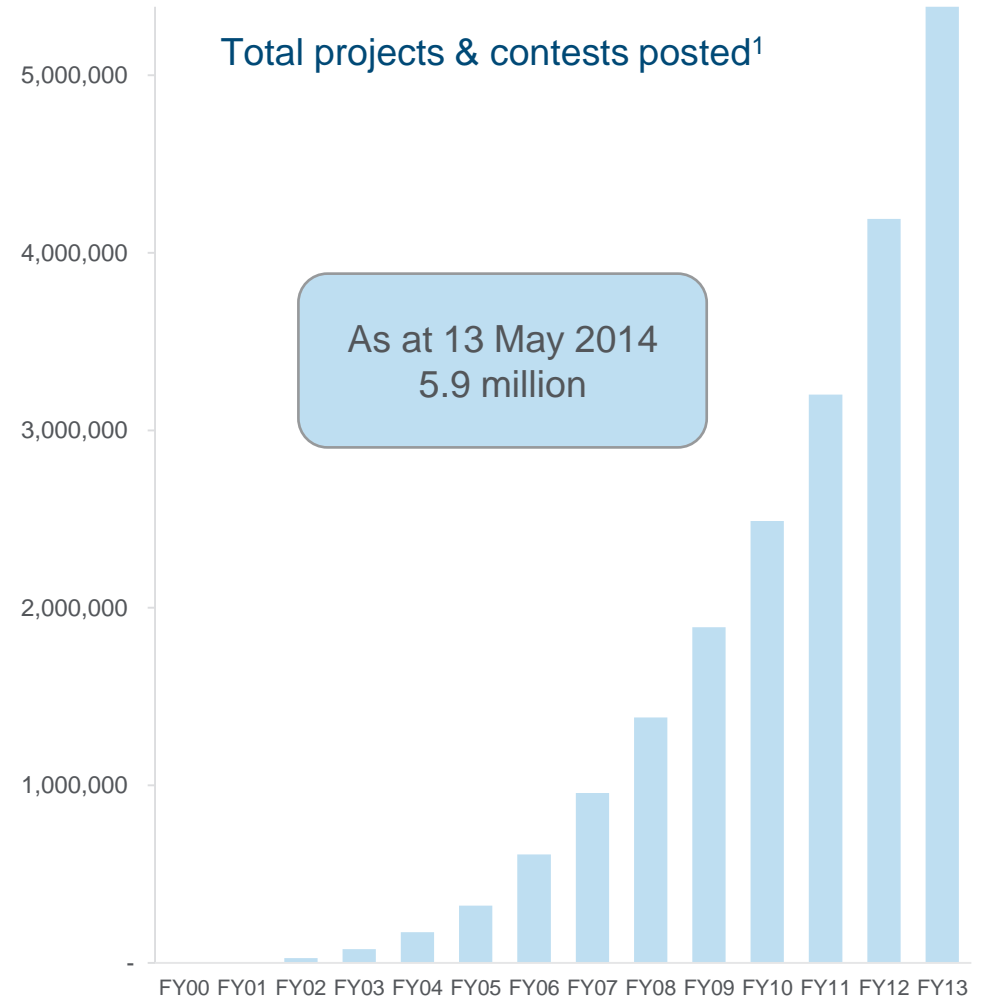 Total projects & contests posted¹
5,000,000
4,000,000
As at 13 May 2014
5.9 million
3,000,000
2,000,000
1,000,000
-
FY00 FY01 FY02 FY03 FY04 FY05 FY06 FY07 FY08 FY09 FY10 FY11 FY12 FY13